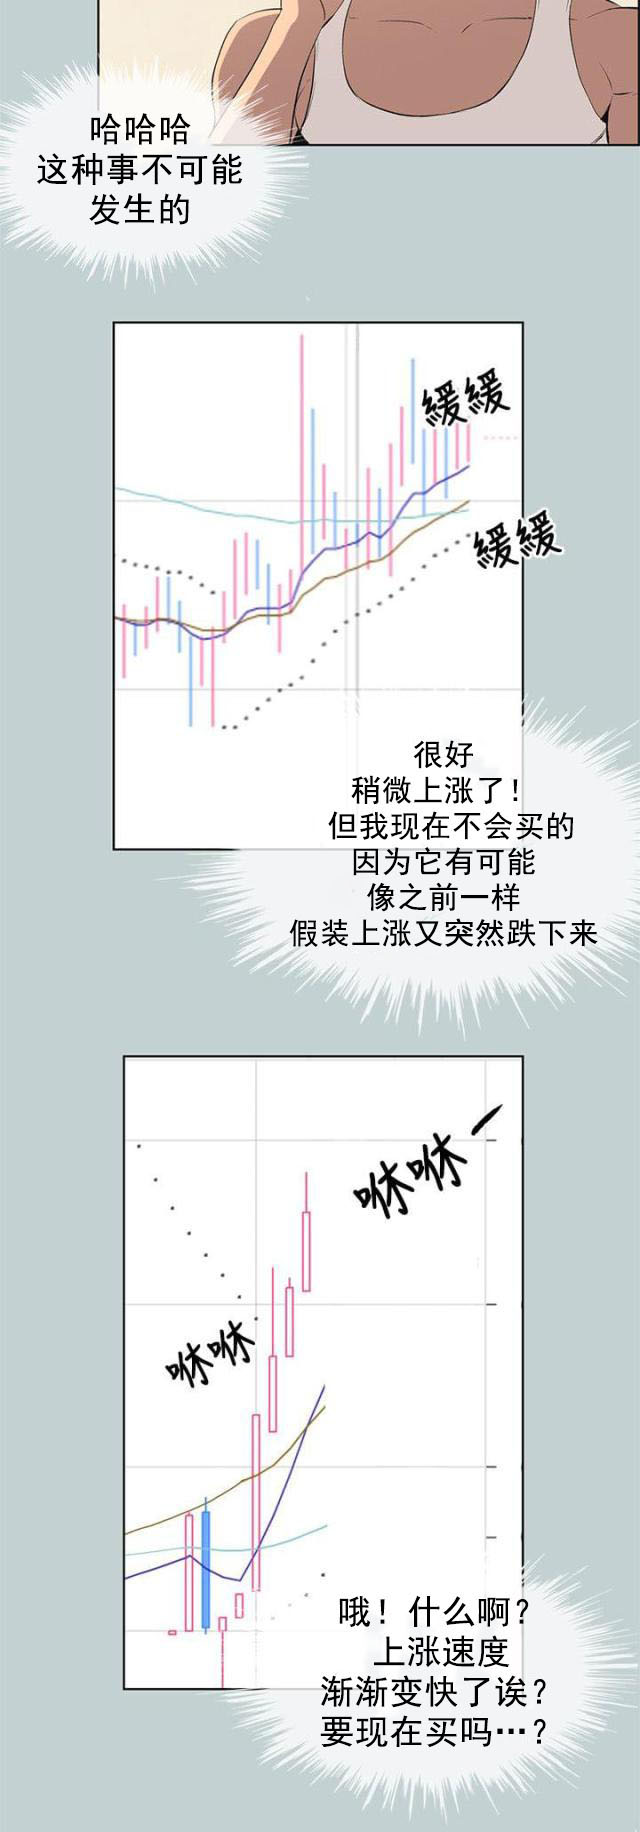 哈哈哈
这种事不可能
发生的
緩緩
緩緩
很好
稍微上涨了!
但我现在不会买的
因为它有可能
像之前一样
假装上涨又突然跌下来
咻咻一
咻咻
哦!什么啊?
上涨速度
渐渐变快了诶?
要现在买吗…?